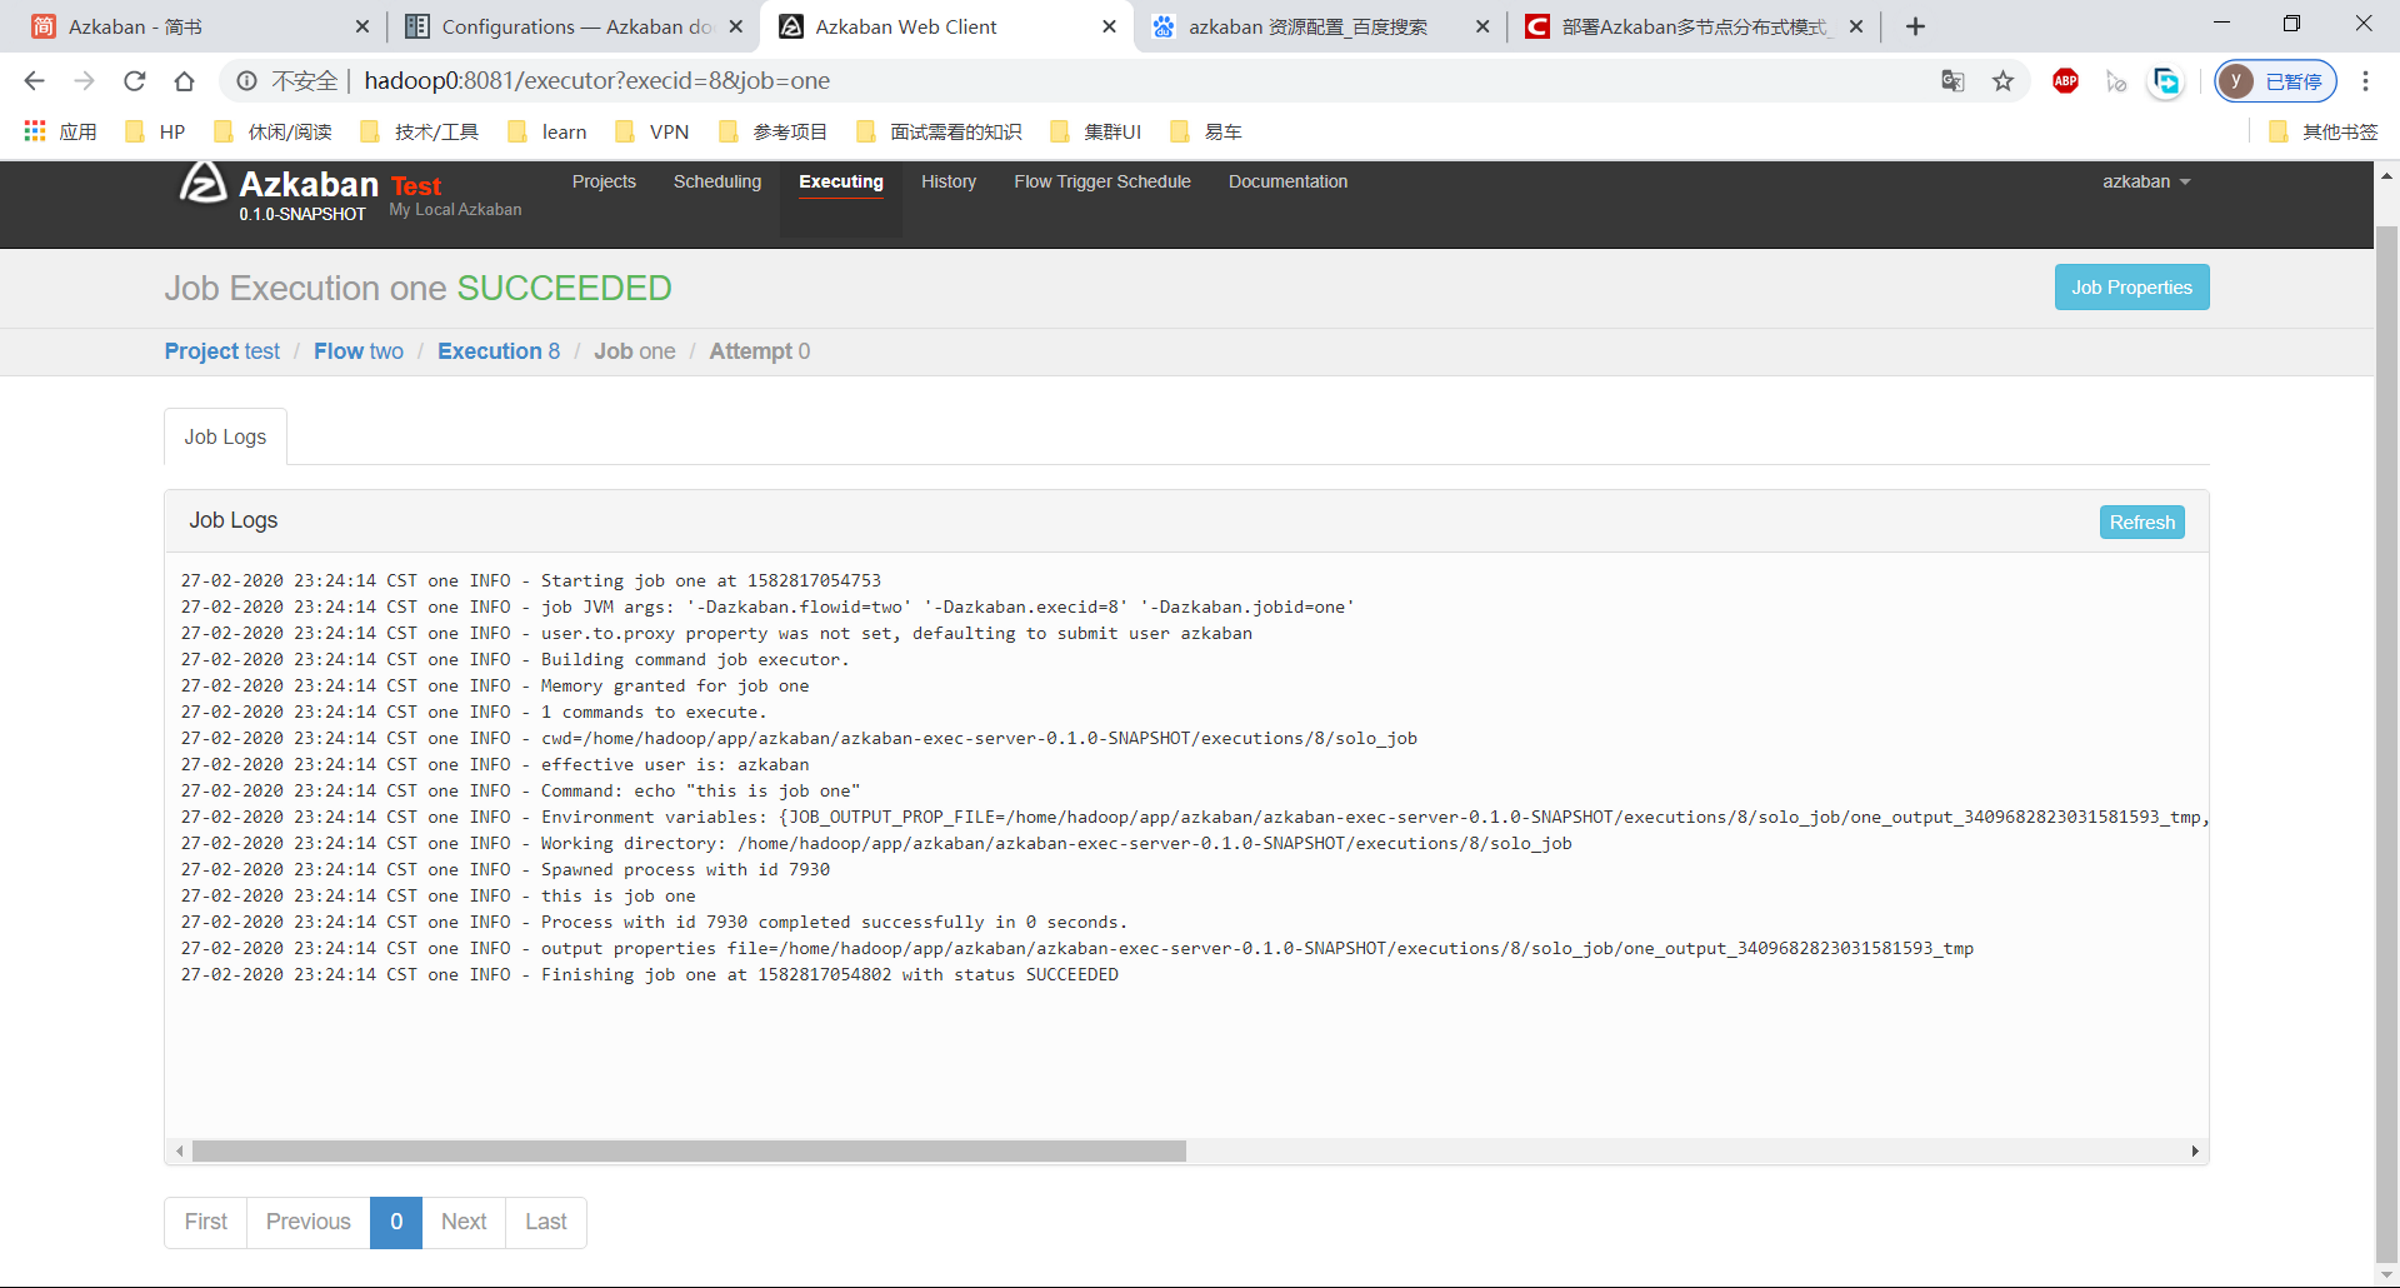 Azkaban - 简书
Configurations — Azkaban do
Azkaban Web Client
azkaban 资源配置_百度搜索
部署Azkaban多节点分布式模式_
不安全 | hadoop0:8081/executor?execid=8&job=one
ABP
y 已暂停
应用 HP 休闲/阅读 技术/工具 learn VPN 参考项目 面试需看的知识 集群UI 易车 其他书签
Azkaban Test
0.1.0-SNAPSHOT My Local Azkaban
Projects Scheduling Executing History Flow Trigger Schedule Documentation azkaban
Job Execution one SUCCEEDED
Job Properties
Project test / Flow two / Execution 8 / Job one / Attempt 0
Job Logs
Job Logs
Refresh
27-02-2020 23:24:14 CST one INFO - Starting job one at 1582817054753
27-02-2020 23:24:14 CST one INFO - job JVM args: '-Dazkaban.flowid=two' '-Dazkaban.execid=8' '-Dazkaban.jobid=one'
27-02-2020 23:24:14 CST one INFO - user.to.proxy property was not set, defaulting to submit user azkaban
27-02-2020 23:24:14 CST one INFO - Building command job executor.
27-02-2020 23:24:14 CST one INFO - Memory granted for job one
27-02-2020 23:24:14 CST one INFO - 1 commands to execute.
27-02-2020 23:24:14 CST one INFO - cwd=/home/hadoop/app/azkaban/azkaban-exec-server-0.1.0-SNAPSHOT/executions/8/solo_job
27-02-2020 23:24:14 CST one INFO - effective user is: azkaban
27-02-2020 23:24:14 CST one INFO - Command: echo "this is job one"
27-02-2020 23:24:14 CST one INFO - Environment variables: {JOB_OUTPUT_PROP_FILE=/home/hadoop/app/azkaban/azkaban-exec-server-0.1.0-SNAPSHOT/executions/8/solo_job/one_output_3409682823031581593_tmp,
27-02-2020 23:24:14 CST one INFO - Working directory: /home/hadoop/app/azkaban/azkaban-exec-server-0.1.0-SNAPSHOT/executions/8/solo_job
27-02-2020 23:24:14 CST one INFO - Spawned process with id 7930
27-02-2020 23:24:14 CST one INFO - this is job one
27-02-2020 23:24:14 CST one INFO - Process with id 7930 completed successfully in 0 seconds.
27-02-2020 23:24:14 CST one INFO - output properties file=/home/hadoop/app/azkaban/azkaban-exec-server-0.1.0-SNAPSHOT/executions/8/solo_job/one_output_3409682823031581593_tmp
27-02-2020 23:24:14 CST one INFO - Finishing job one at 1582817054802 with status SUCCEEDED
First Previous 0 Next Last